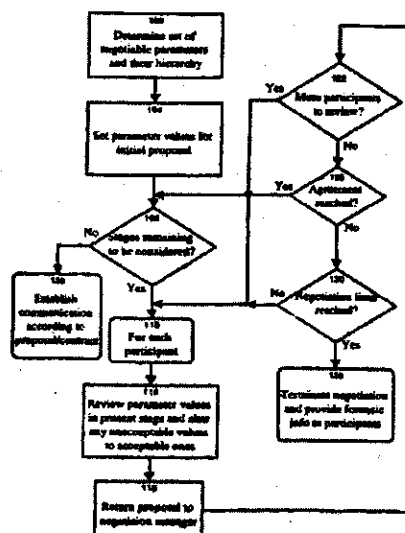 Determine set of
negotiable parameters
and their hierarchy
Set parameter values for
initial proposal
Stages remaining
to be considered?
No
Yes
Establish
communication
according to
proposal/contract
For each
participant
Review parameter values
in present stage and alter
any unacceptable values
to acceptable ones
Return proposal to
negotiation manager
122
More participants
to review?
Yes
No
Agreement
reached?
Yes
No
130
Negotiation limit
reached?
No
Yes
Terminate negotiation
and provide forensic
info to participants